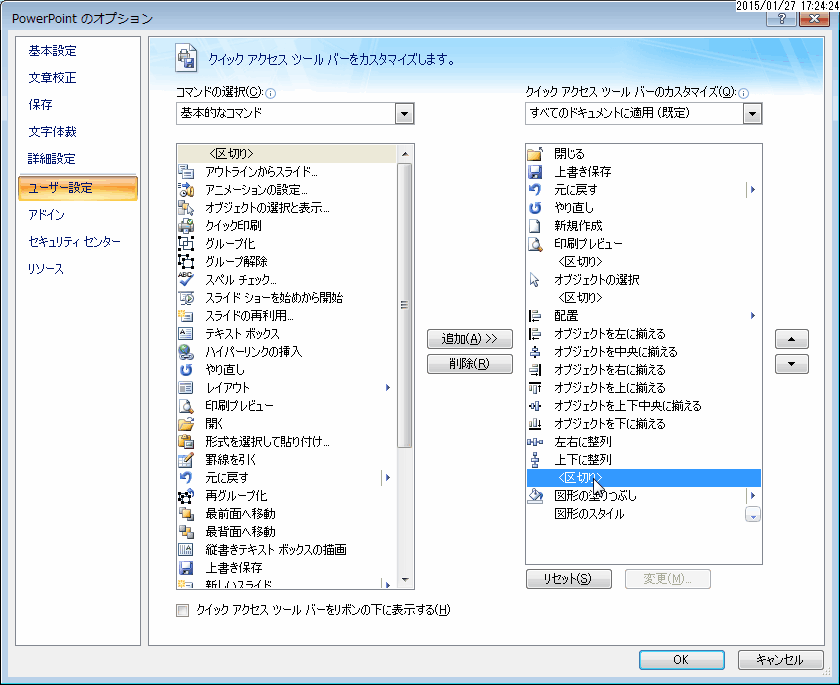 2015/01/27 17:24:24
PowerPoint のオプション
基本設定
文章校正
保存
文字体裁
詳細設定
ユーザー設定
アドイン
セキュリティ センター
リソース
クイック アクセス ツール バーをカスタマイズします。
コマンドの選択(C):
基本的なコマンド
<区切り>
アウトラインからスライド...
アニメーションの設定...
オブジェクトの選択と表示...
クイック印刷
グループ化
グループ解除
スペル チェック...
スライド ショーを始めから開始
スライドの再利用...
テキスト ボックス
ハイパーリンクの挿入
やり直し
レイアウト
印刷プレビュー
開く
形式を選択して貼り付け...
罫線を引く
元に戻す
再グループ化
最前面へ移動
最背面へ移動
縦書きテキスト ボックスの描画
上書き保存
新しいスライド
クイック アクセス ツール バーをリボンの下に表示する(H)
追加(A) >>
削除(R)
クイック アクセス ツール バーのカスタマイズ(Q):
すべてのドキュメントに適用 (既定)
閉じる
上書き保存
元に戻す
やり直し
新規作成
印刷プレビュー
<区切り>
オブジェクトの選択
<区切り>
配置
オブジェクトを左に揃える
オブジェクトを中央に揃える
オブジェクトを右に揃える
オブジェクトを上に揃える
オブジェクトを上下中央に揃える
オブジェクトを下に揃える
左右に整列
上下に整列
<区切り>
図形の塗りつぶし
図形のスタイル
リセット(S)
変更(M)...
OK
キャンセル